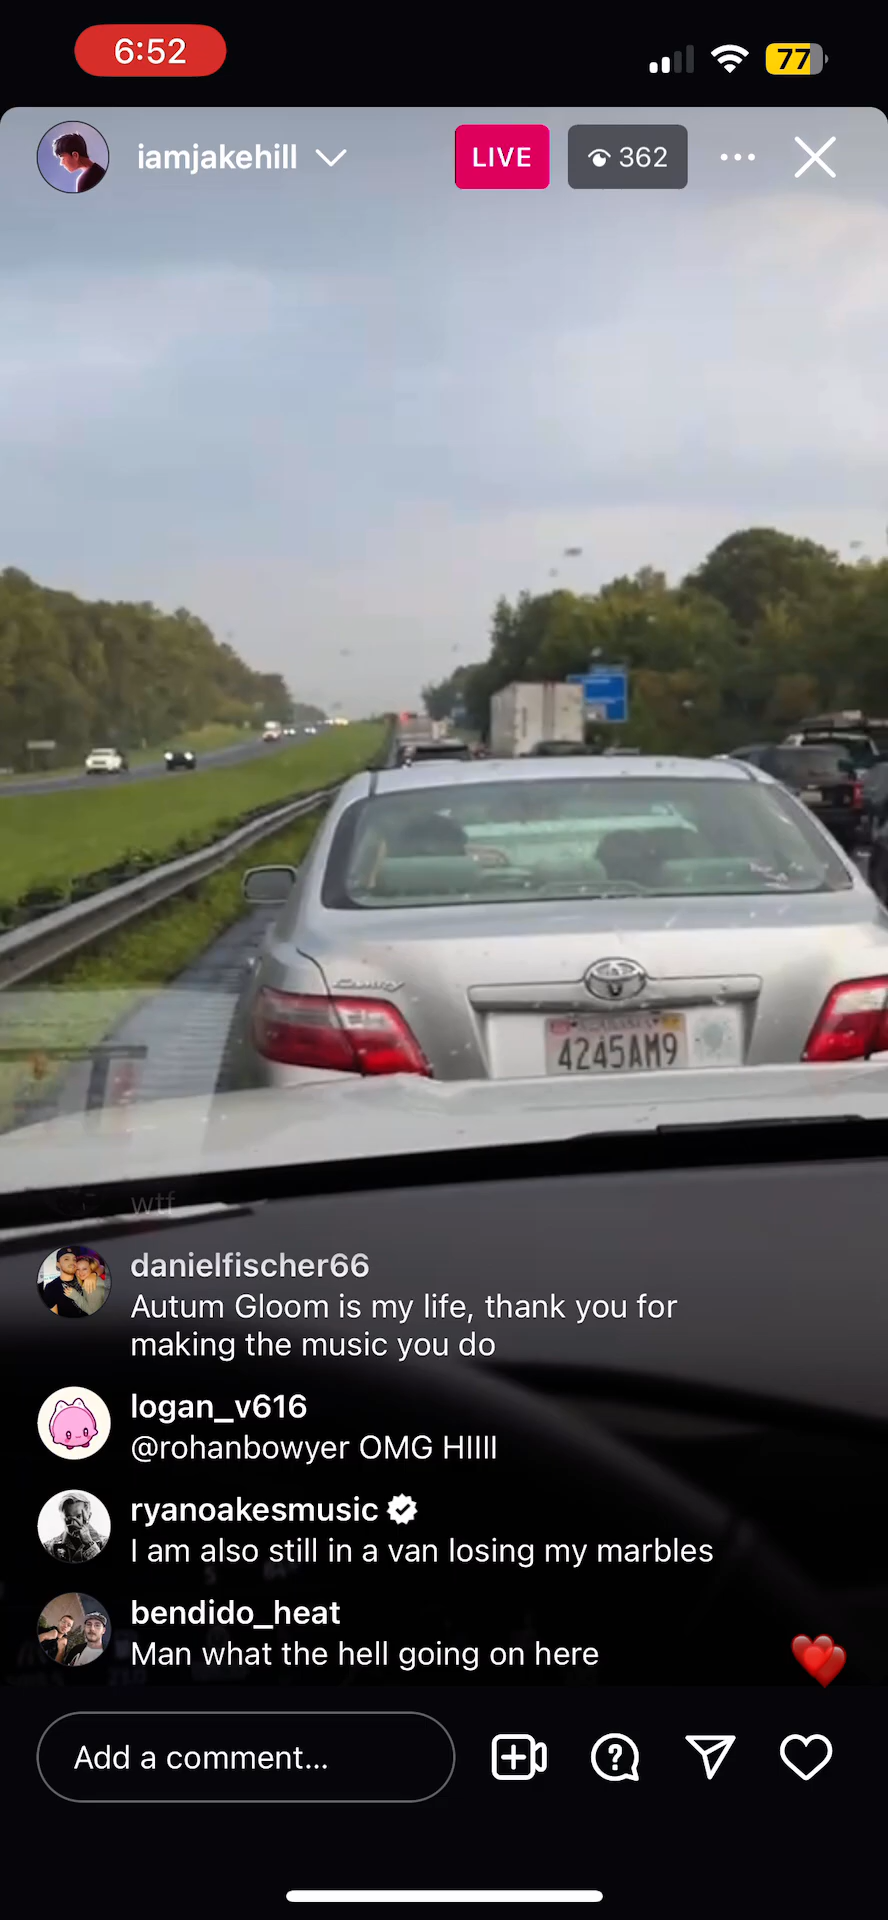 6:52
77
iamjakehill
LIVE
362
Camry
4245AM9
wtf
danielfischer66
Autum Gloom is my life, thank you for
making the music you do
logan_v616
@rohanbowyer OMG HIIII
ryanoakesmusic
I am also still in a van losing my marbles
bendido_heat
Man what the hell going on here
Add a comment...